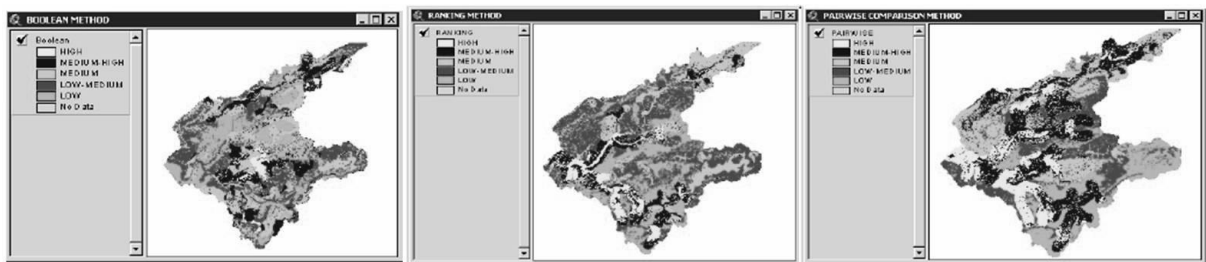 BOOLEAN METHOD
Boolean
HIGH
MEDIUM-HIGH
MEDIUM
LOW-MEDIUM
LOW
No Data
RANKING METHOD
RANKING
HIGH
MEDIUM-HIGH
MEDIUM
LOW-MEDIUM
LOW
No Data
PAIRWISE COMPARISON METHOD
PAIRWISE
HIGH
MEDIUM-HIGH
MEDIUM
LOW-MEDIUM
LOW
No Data